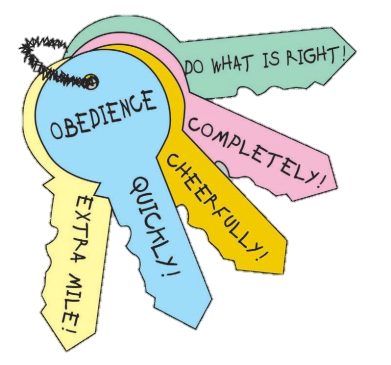 OBEDIENCE
DO WHAT IS RIGHT!
COMPLETELY!
CHEERFULLY!
QUICKLY!
EXTRA MILE!